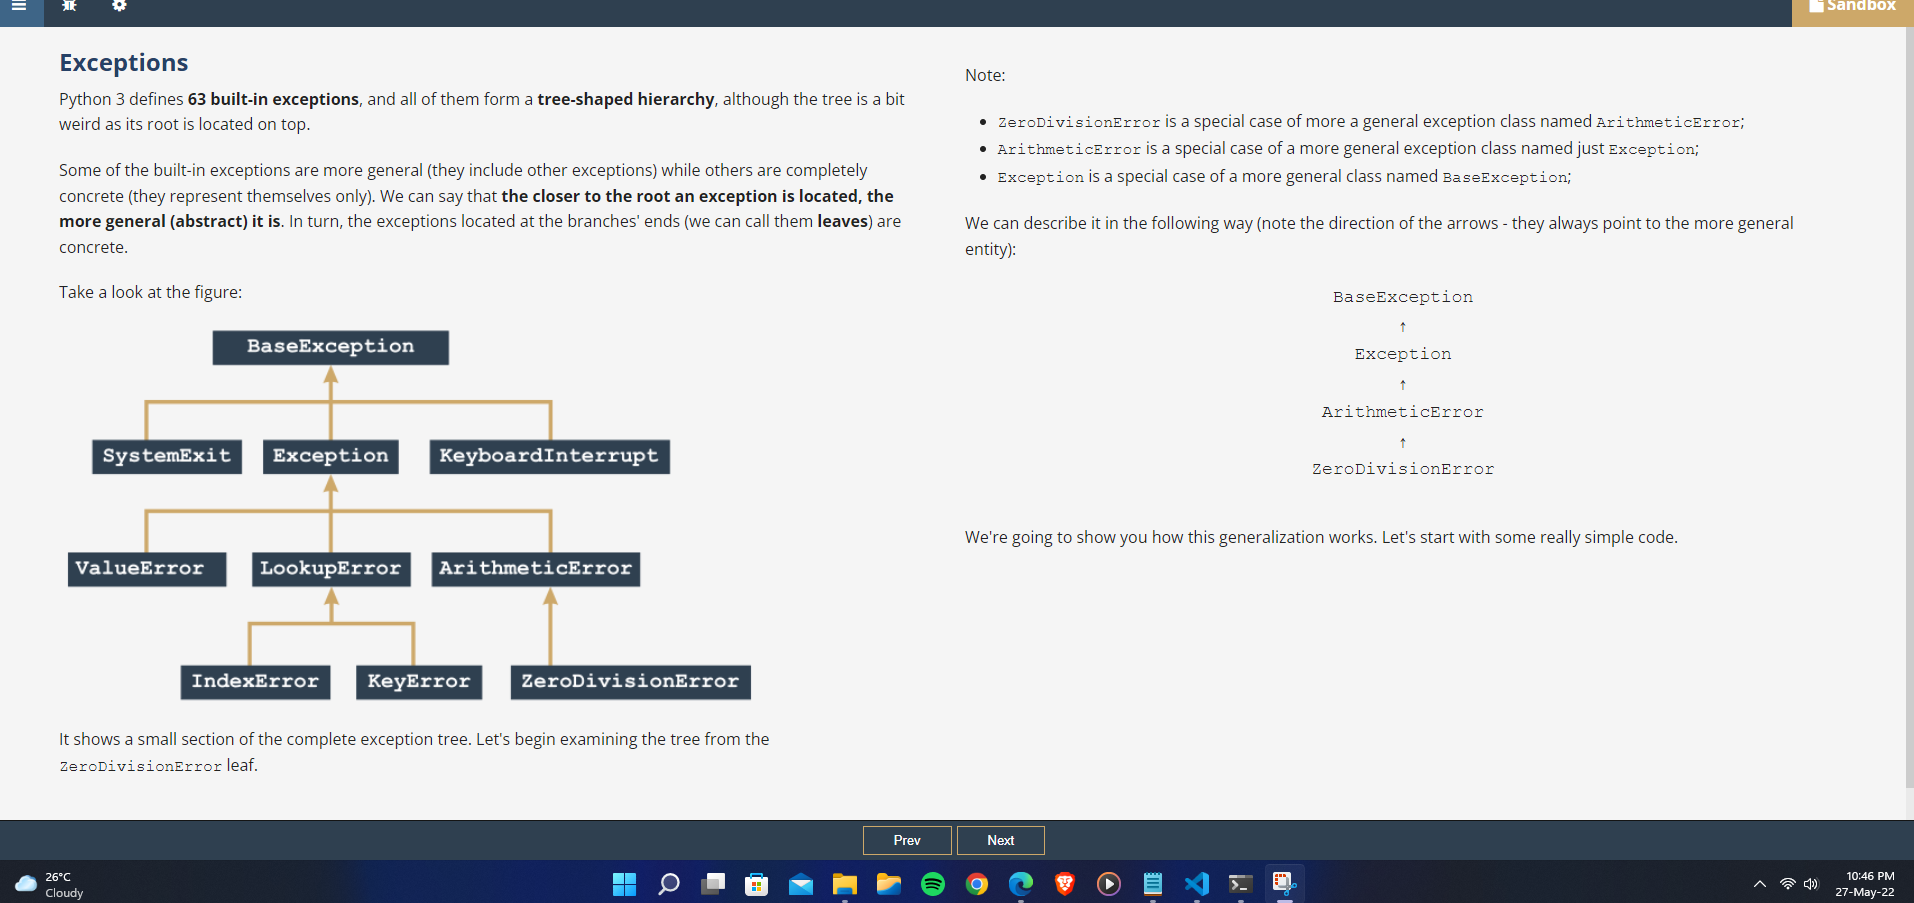 Sandbox
Exceptions
Python 3 defines 63 built-in exceptions, and all of them form a tree-shaped hierarchy, although the tree is a bit
weird as its root is located on top.
Some of the built-in exceptions are more general (they include other exceptions) while others are completely
concrete (they represent themselves only). We can say that the closer to the root an exception is located, the
more general (abstract) it is. In turn, the exceptions located at the branches' ends (we can call them leaves) are
concrete.
Take a look at the figure:
BaseException
SystemExit
Exception
KeyboardInterrupt
ValueError
LookupError
ArithmeticError
IndexError
KeyError
ZeroDivisionError
It shows a small section of the complete exception tree. Let's begin examining the tree from the
ZeroDivisionError leaf.
Note:
• ZeroDivisionError is a special case of more a general exception class named ArithmeticError;
• ArithmeticError is a special case of a more general exception class named just Exception;
• Exception is a special case of a more general class named BaseException;
We can describe it in the following way (note the direction of the arrows - they always point to the more general
entity):
BaseException
↑
Exception
↑
ArithmeticError
↑
ZeroDivisionError
We're going to show you how this generalization works. Let's start with some really simple code.
Prev
Next
26°C
Cloudy
10:46 PM
27-May-22